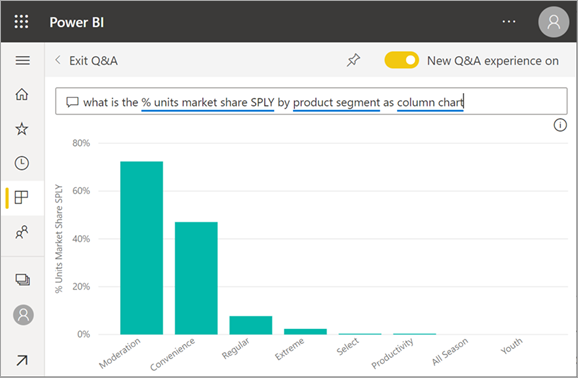 Power BI
Exit Q&A
New Q&A experience on
what is the % units market share SPLY by product segment as column chart
80%
60%
40%
20%
0%
% Units Market Share SPLY
Moderation
Convenience
Regular
Extreme
Select
Productivity
All Season
Youth